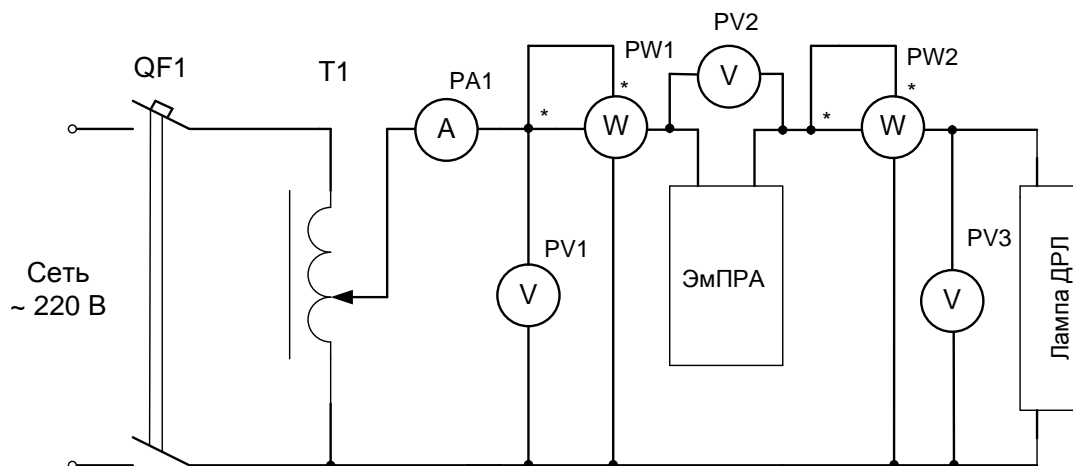 QF1
T1
PA1
A
*
PW1
*
W
PV2
V
*
PW2
*
W
Сеть
~ 220 В
PV1
V
ЭмПРА
PV3
V
Лампа ДРЛ